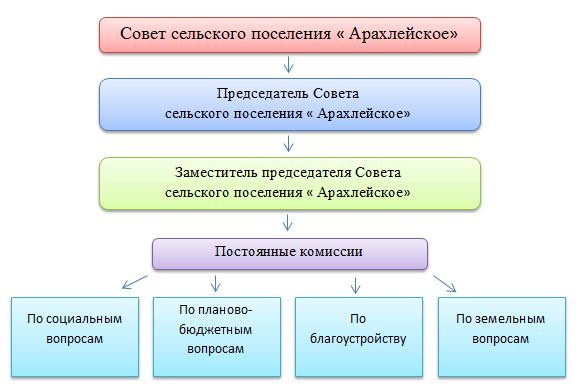 Совет сельского поселения « Арахлейское»
Председатель Совета
сельского поселения « Арахлейское»
Заместитель председателя Совета
сельского поселения « Арахлейское»
Постоянные комиссии
По социальным
вопросам
По планово-
бюджетным
вопросам
По
благоустройству
По земельным
вопросам